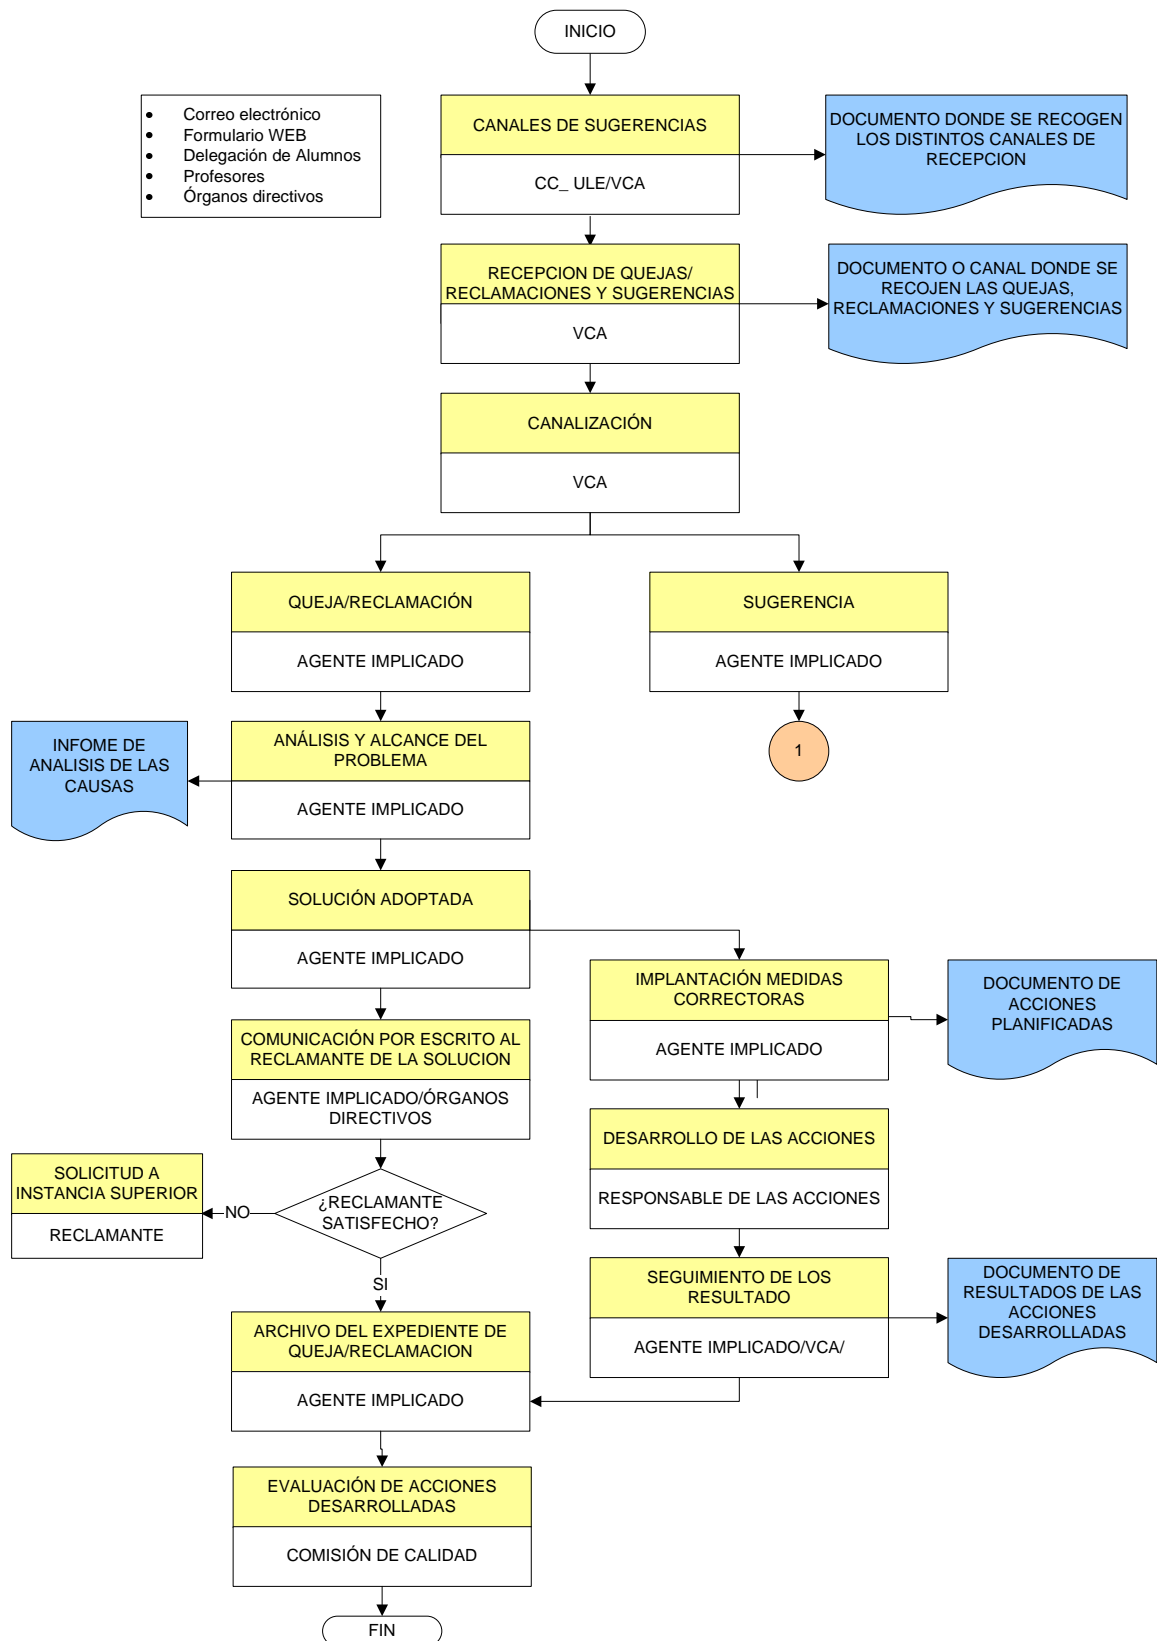 INICIO
• Correo electrónico
• Formulario WEB
• Delegación de Alumnos
• Profesores
• Órganos directivos
CANALES DE SUGERENCIAS
CC_ ULE/VCA
DOCUMENTO DONDE SE RECOGEN
LOS DISTINTOS CANALES DE
RECEPCION
RECEPCION DE QUEJAS/
RECLAMACIONES Y SUGERENCIAS
VCA
DOCUMENTO O CANAL DONDE SE
RECOJEN LAS QUEJAS,
RECLAMACIONES Y SUGERENCIAS
CANALIZACIÓN
VCA
QUEJA/RECLAMACIÓN
AGENTE IMPLICADO
SUGERENCIA
AGENTE IMPLICADO
1
INFOME DE
ANALISIS DE LAS
CAUSAS
ANÁLISIS Y ALCANCE DEL
PROBLEMA
AGENTE IMPLICADO
SOLUCIÓN ADOPTADA
AGENTE IMPLICADO
IMPLANTACIÓN MEDIDAS
CORRECTORAS
AGENTE IMPLICADO
DOCUMENTO DE
ACCIONES
PLANIFICADAS
COMUNICACIÓN POR ESCRITO AL
RECLAMANTE DE LA SOLUCION
AGENTE IMPLICADO/ÓRGANOS
DIRECTIVOS
DESARROLLO DE LAS ACCIONES
RESPONSABLE DE LAS ACCIONES
SOLICITUD A
INSTANCIA SUPERIOR
RECLAMANTE
NO
¿RECLAMANTE
SATISFECHO?
SI
SEGUIMIENTO DE LOS
RESULTADO
AGENTE IMPLICADO/VCA/
DOCUMENTO DE
RESULTADOS DE LAS
ACCIONES
DESARROLLADAS
ARCHIVO DEL EXPEDIENTE DE
QUEJA/RECLAMACION
AGENTE IMPLICADO
EVALUACIÓN DE ACCIONES
DESARROLLADAS
COMISIÓN DE CALIDAD
FIN